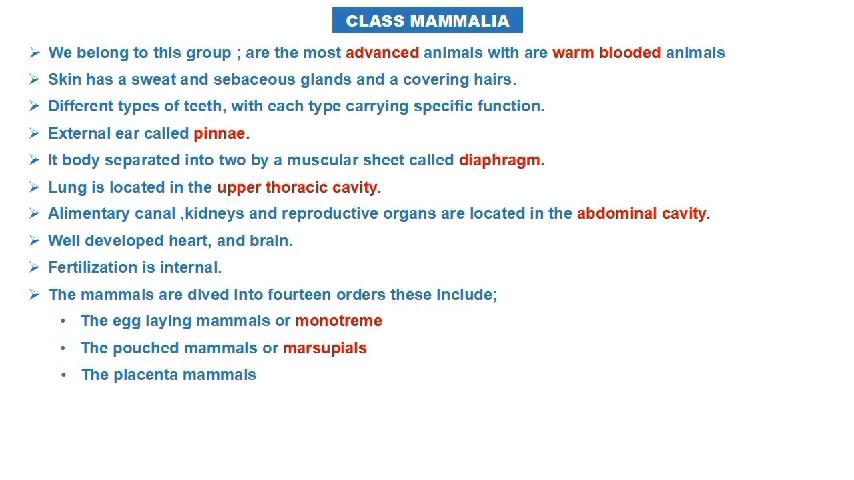 CLASS MAMMALIA
We belong to this group ; are the most advanced animals with are warm blooded animals
Skin has a sweat and sebaceous glands and a covering hairs.
Different types of teeth, with each type carrying specific function.
External ear called pinnae.
It body separated into two by a muscular sheet called diaphragm.
Lung is located in the upper thoracic cavity.
Alimentary canal ,kidneys and reproductive organs are located in the abdominal cavity.
Well developed heart, and brain.
Fertilization is internal.
The mammals are dived into fourteen orders these include;
The egg laying mammals or monotreme
The pouched mammals or marsupials
The placenta mammals